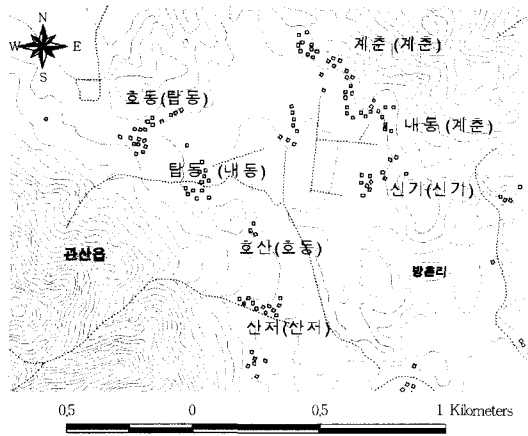 N
계춘 (계춘)
W E
S
호동(탑동)
내동 (계춘)
탑동 (내동)
신기(신기)
호산(호동)
관산읍
방촌리
산저(산저)
0,5 0 0,5 1 Kilometers